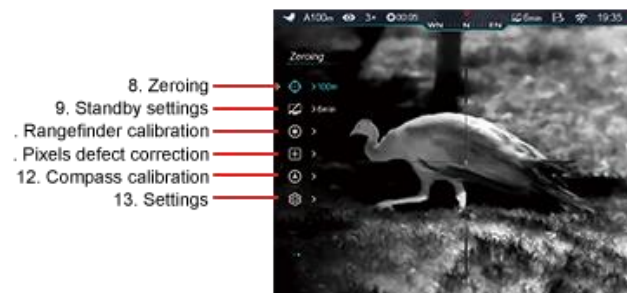 A100m 3+ 00:05 WN N EN 6min 19:35
Zeroing
8. Zeroing
>100m
9. Standby settings
>6min
. Rangefinder calibration
>
. Pixels defect correction
>
12. Compass calibration
>
13. Settings
>